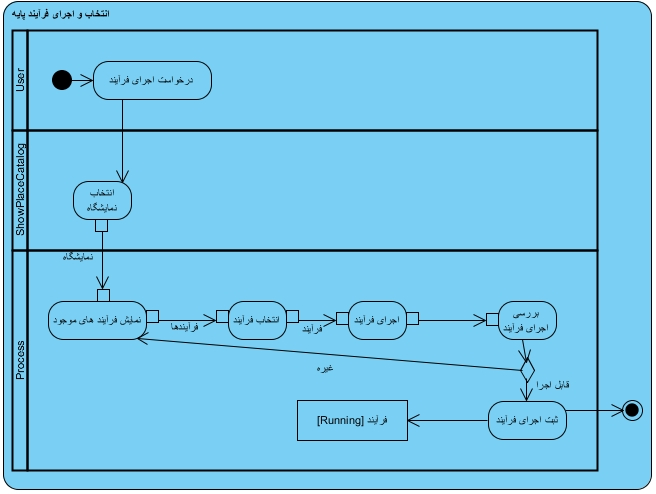 انتخاب و اجرای فرآیند پایه
User
درخواست اجرای فرآیند
ShowPlaceCatalog
انتخاب
نمایشگاه
نمایشگاه
Process
نمایش فرآیند های موجود
فرآیندها
انتخاب فرآیند
فرآیند
اجرای فرآیند
بررسی
اجرای فرآیند
غیره
قابل اجرا
ثبت اجرای فرآیند
فرآیند [Running]